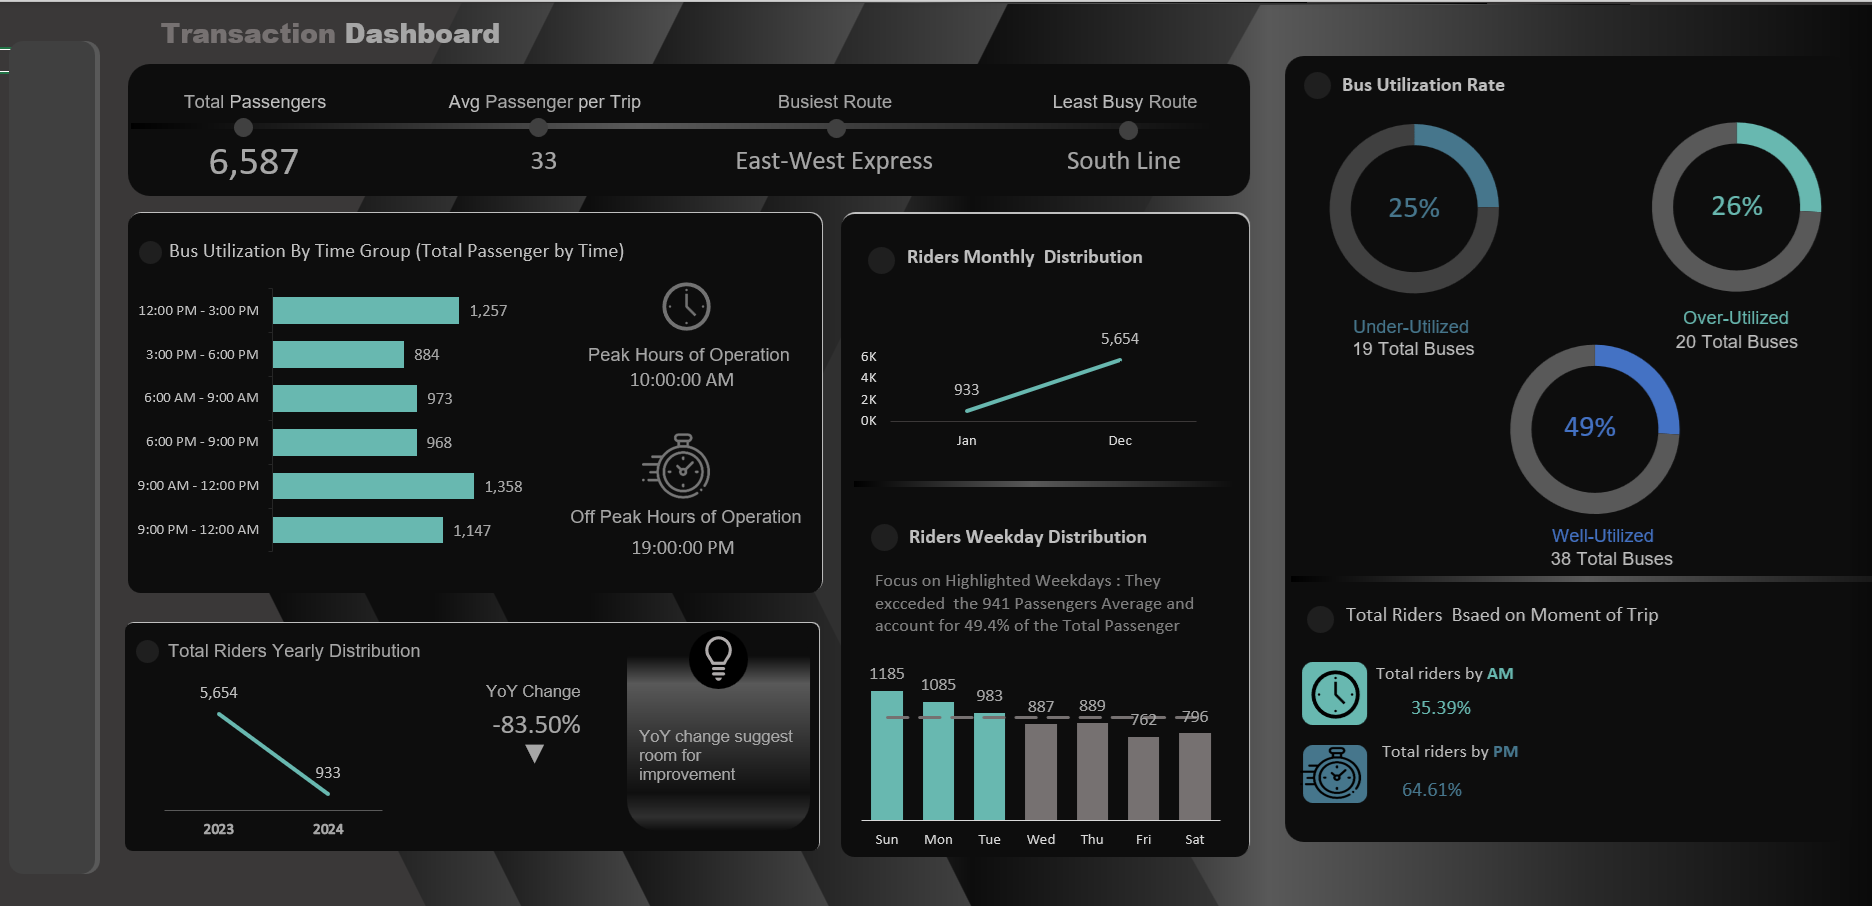 Transaction Dashboard
Total Passengers
6,587
Avg Passenger per Trip
33
Busiest Route
East-West Express
Least Busy Route
South Line
Bus Utilization By Time Group (Total Passenger by Time)
12:00 PM - 3:00 PM 1,257
3:00 PM - 6:00 PM 884
6:00 AM - 9:00 AM 973
6:00 PM - 9:00 PM 968
9:00 AM - 12:00 PM 1,358
9:00 PM - 12:00 AM 1,147
Peak Hours of Operation
10:00:00 AM
Off Peak Hours of Operation
19:00:00 PM
Total Riders Yearly Distribution
5,654
933
2023 2024
YoY Change
-83.50%
YoY change suggest
room for
improvement
Riders Monthly Distribution
6K
4K
2K
0K
933
5,654
Jan Dec
Riders Weekday Distribution
Focus on Highlighted Weekdays : They
excceded the 941 Passengers Average and
account for 49.4% of the Total Passenger
1185 1085 983 887 889 762 796
Sun Mon Tue Wed Thu Fri Sat
Bus Utilization Rate
25%
Under-Utilized
19 Total Buses
26%
Over-Utilized
20 Total Buses
49%
Well-Utilized
38 Total Buses
Total Riders Bsaed on Moment of Trip
Total riders by AM
35.39%
Total riders by PM
64.61%